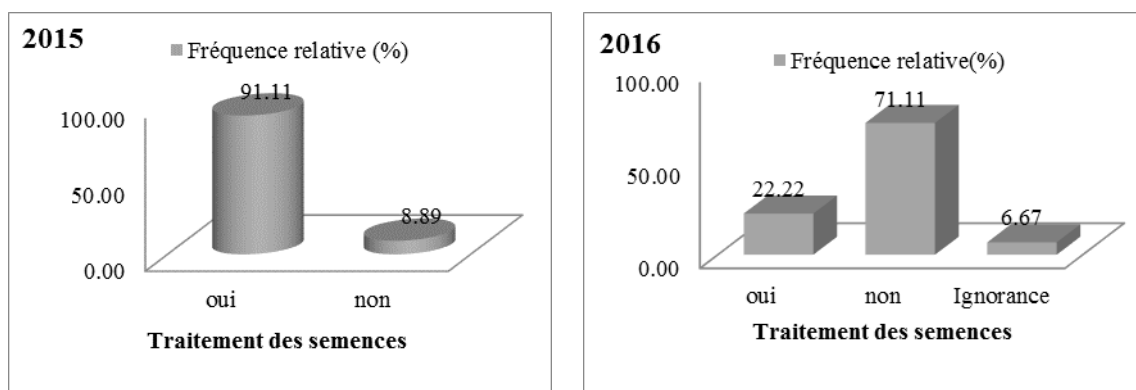 2015
Fréquence relative (%)
91.11
100.00
50.00
8.89
0.00
oui non
Traitement des semences
2016
Fréquence relative(%)
100.00
71.11
50.00
22.22
6.67
0.00
oui non Ignorance
Traitement des semences